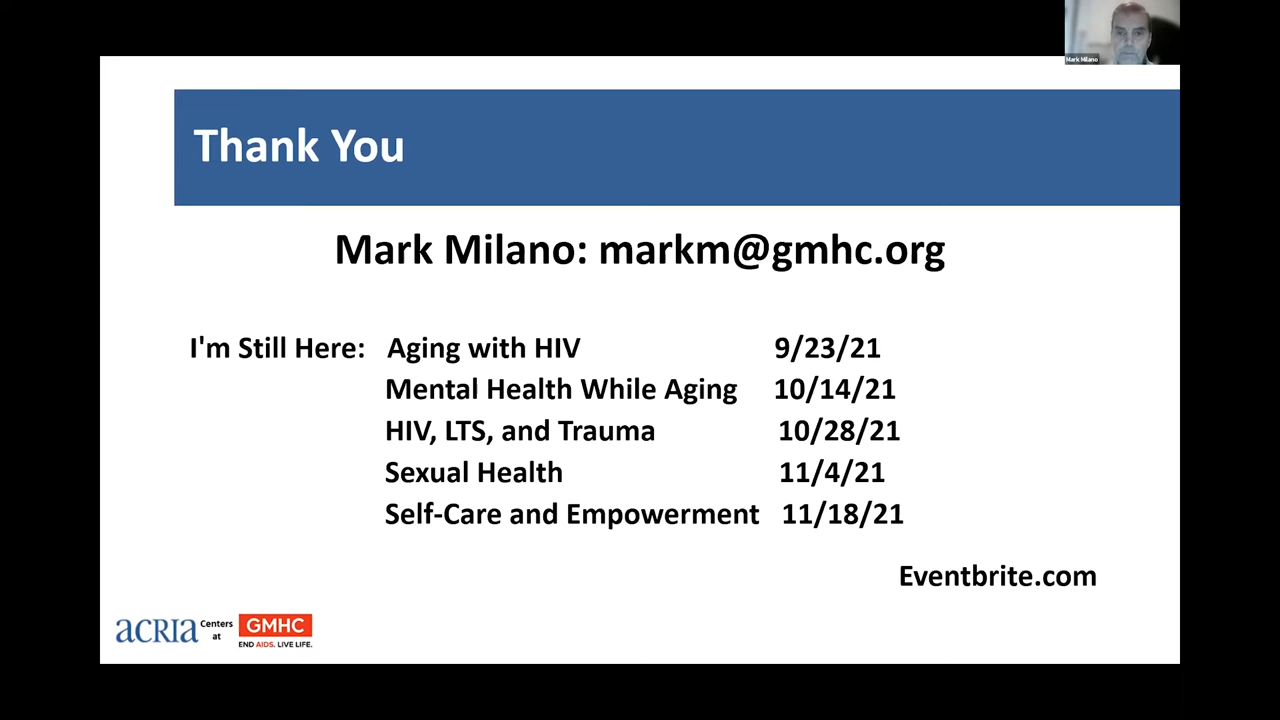 Mark Milano
Thank You
Mark Milano: markm@gmhc.org
I'm Still Here: Aging with HIV 9/23/21
Mental Health While Aging 10/14/21
HIV, LTS, and Trauma 10/28/21
Sexual Health 11/4/21
Self-Care and Empowerment 11/18/21
Eventbrite.com
acria Centers at GMHC
END AIDS. LIVE LIFE.